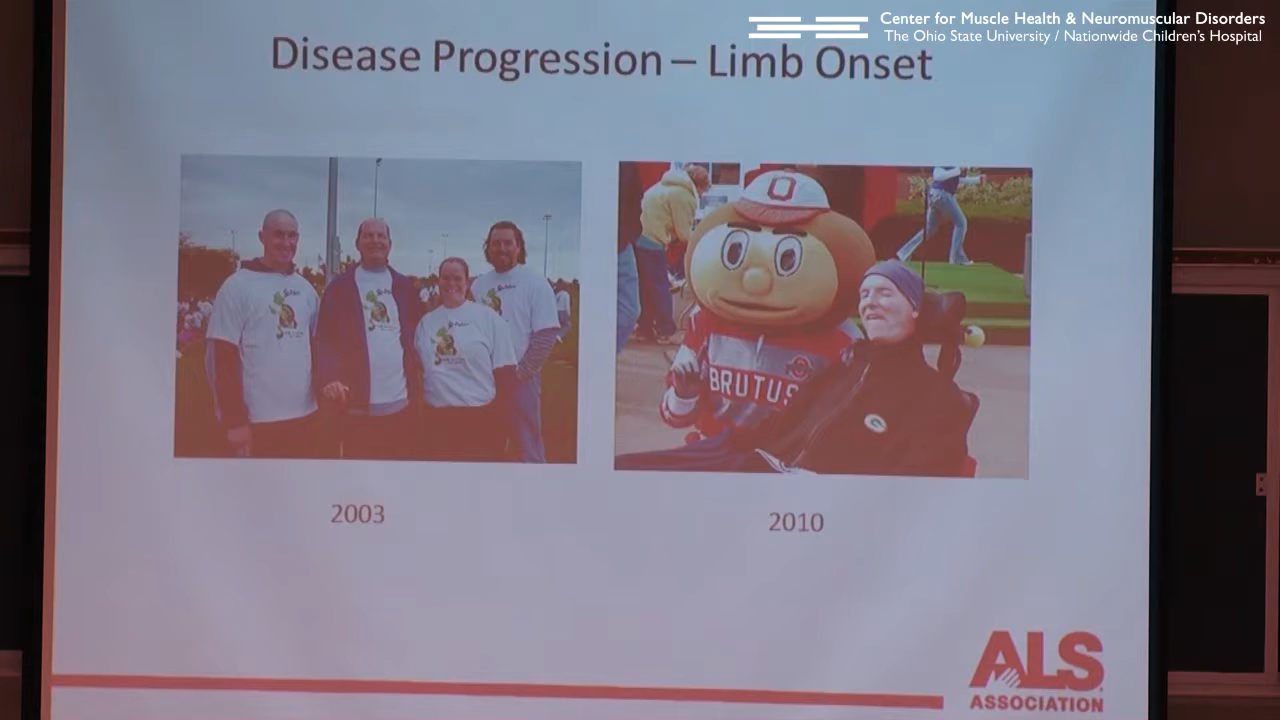 Center for Muscle Health & Neuromuscular Disorders
The Ohio State University / Nationwide Children's Hospital
Disease Progression – Limb Onset
O
BRUTUS
G
2003
2010
ALS
ASSOCIATION